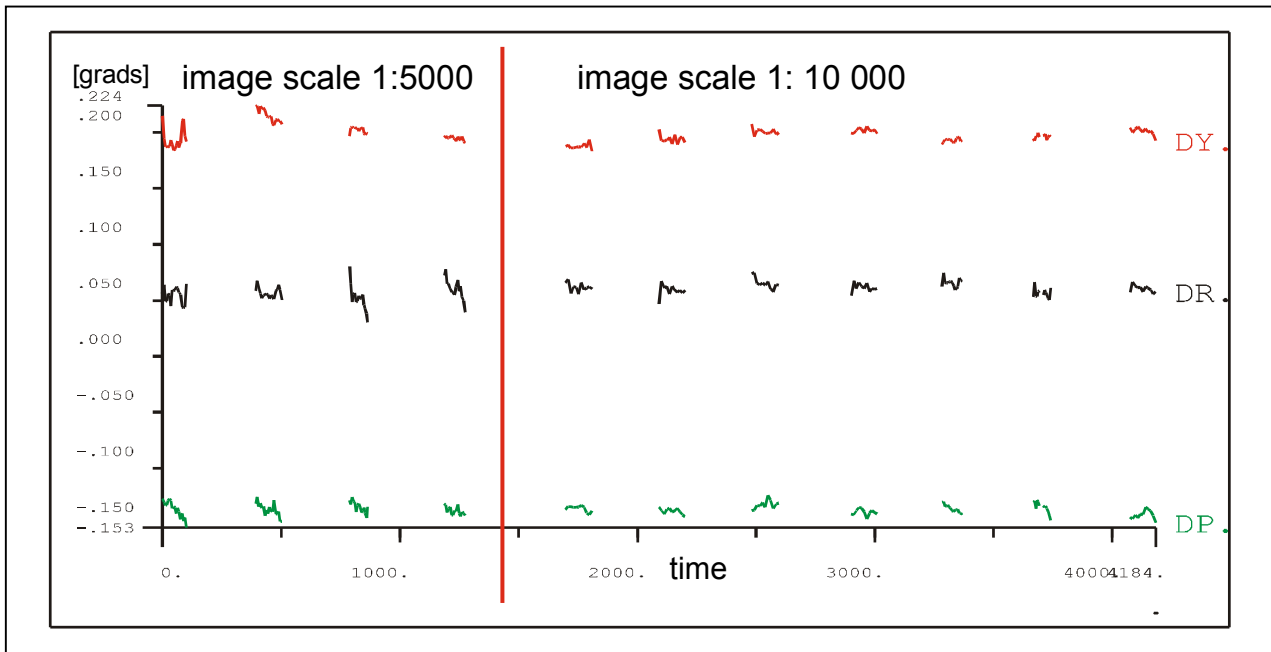 [grads] image scale 1:5000 image scale 1: 10 000
.224
.200
DY.
.150
.100
.050
DR.
.000
-.050
-.100
-.150
-.153
DP.
0. 1000. 2000. time 3000. 4000. 4184.